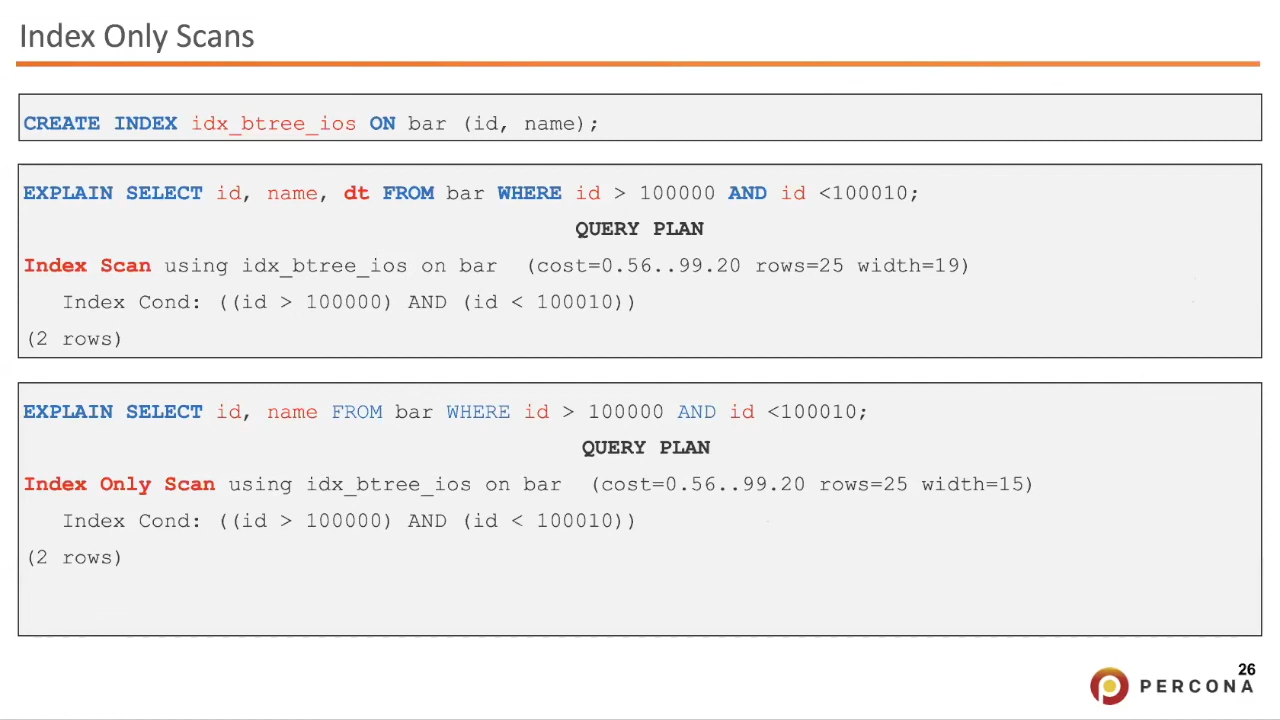 Index Only Scans
CREATE INDEX idx_btree_ios ON bar (id, name);
EXPLAIN SELECT id, name, dt FROM bar WHERE id > 100000 AND id <100010;
QUERY PLAN
Index Scan using idx_btree_ios on bar  (cost=0.56..99.20 rows=25 width=19)
   Index Cond: ((id > 100000) AND (id < 100010))
(2 rows)
EXPLAIN SELECT id, name FROM bar WHERE id > 100000 AND id <100010;
QUERY PLAN
Index Only Scan using idx_btree_ios on bar  (cost=0.56..99.20 rows=25 width=15)
   Index Cond: ((id > 100000) AND (id < 100010))
(2 rows)
26
PERCONA